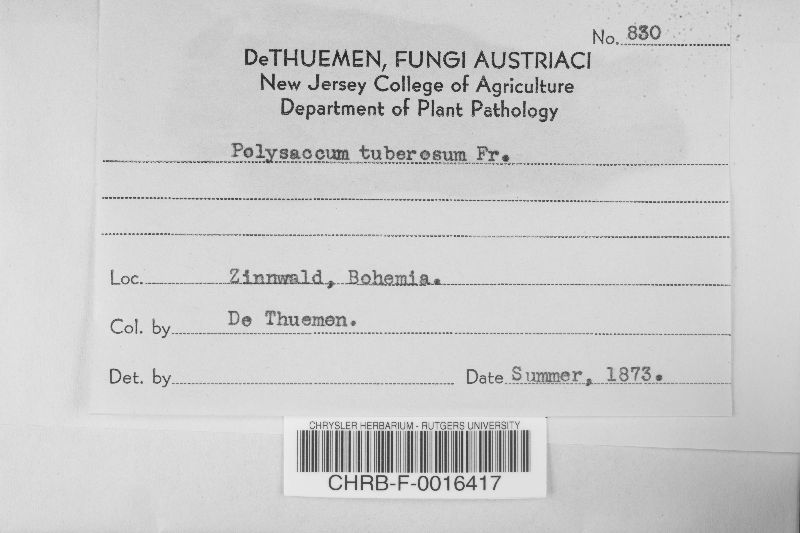 No. 830
DeTHUEMEN, FUNGI AUSTRIACI
New Jersey College of Agriculture
Department of Plant Pathology
Polysaccum tuberosum Fr.
Loc. Zinnwald, Bohemia.
Col. by De Thuemen.
Det. by
Date Summer, 1873.
CHRYSLER HERBARIUM - RUTGERS UNIVERSITY
CHRB-F-0016417